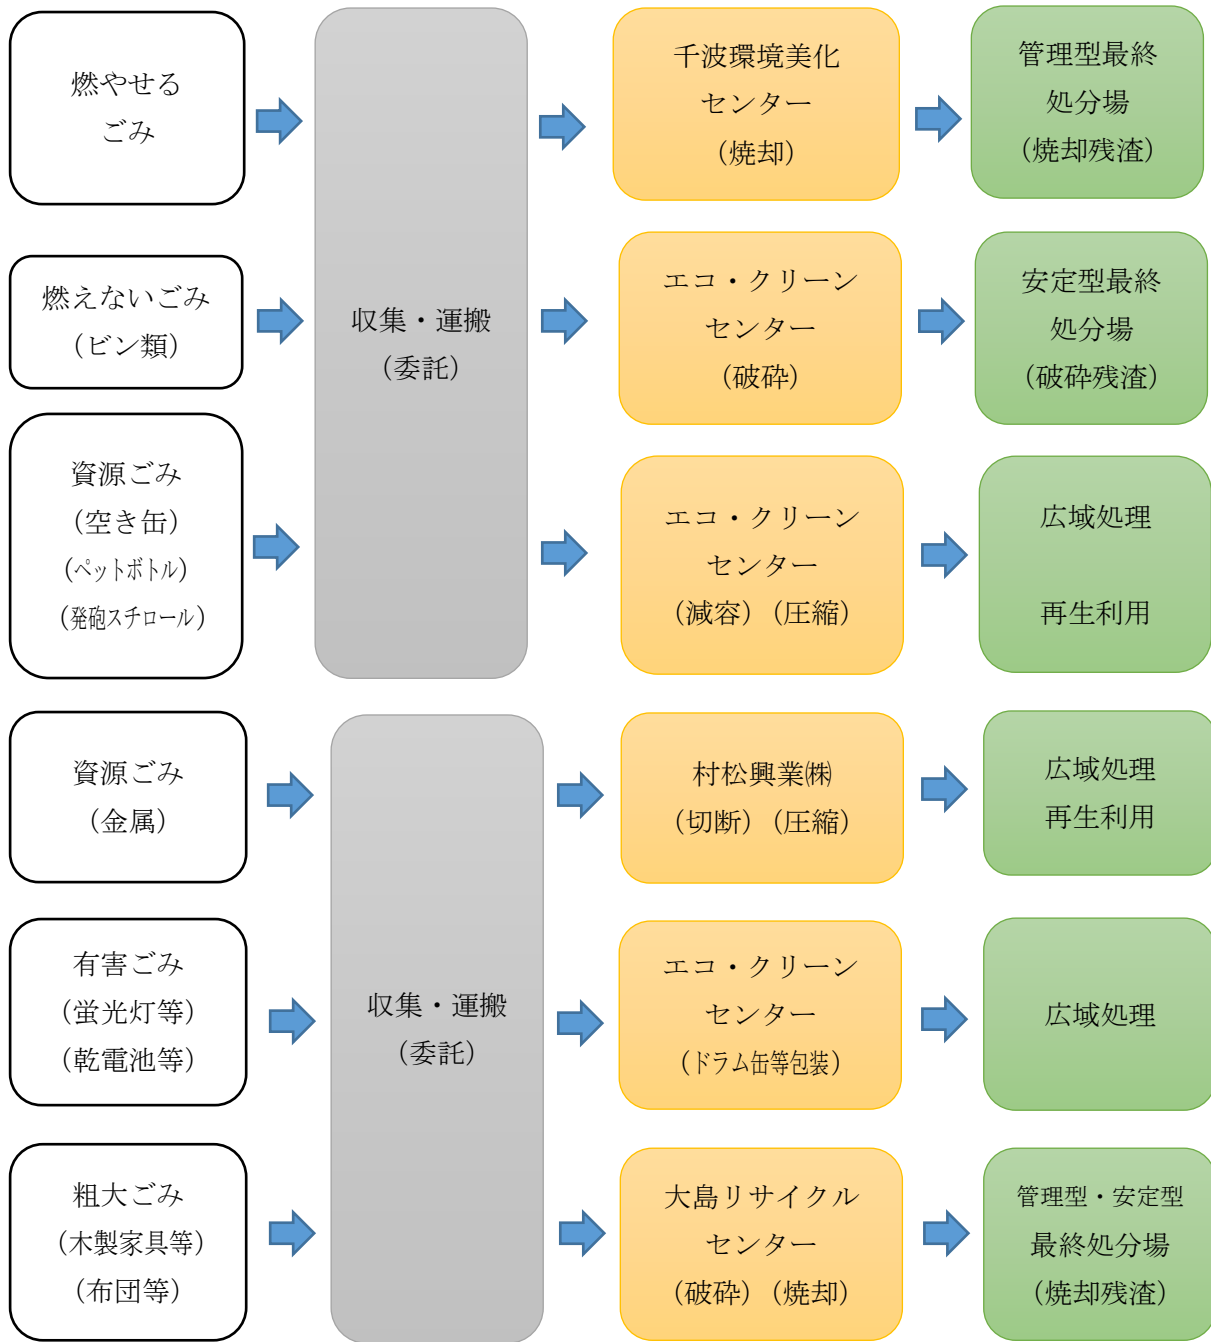 燃やせる
ごみ
燃えないごみ
（ビン類）
資源ごみ
（空き缶）
（ペットボトル）
（発砲スチロール）
収集・運搬
（委託）
千波環境美化
センター
（焼却）
管理型最終
処分場
（焼却残渣）
エコ・クリーン
センター
（破砕）
安定型最終
処分場
（破砕残渣）
エコ・クリーン
センター
（減容）（圧縮）
広域処理
再生利用
資源ごみ
（金属）
有害ごみ
（蛍光灯等）
（乾電池等）
粗大ごみ
（木製家具等）
（布団等）
収集・運搬
（委託）
村松興業㈱
（切断）（圧縮）
広域処理
再生利用
エコ・クリーン
センター
（ドラム缶等包装）
広域処理
大島リサイクル
センター
（破砕）（焼却）
管理型・安定型
最終処分場
（焼却残渣）